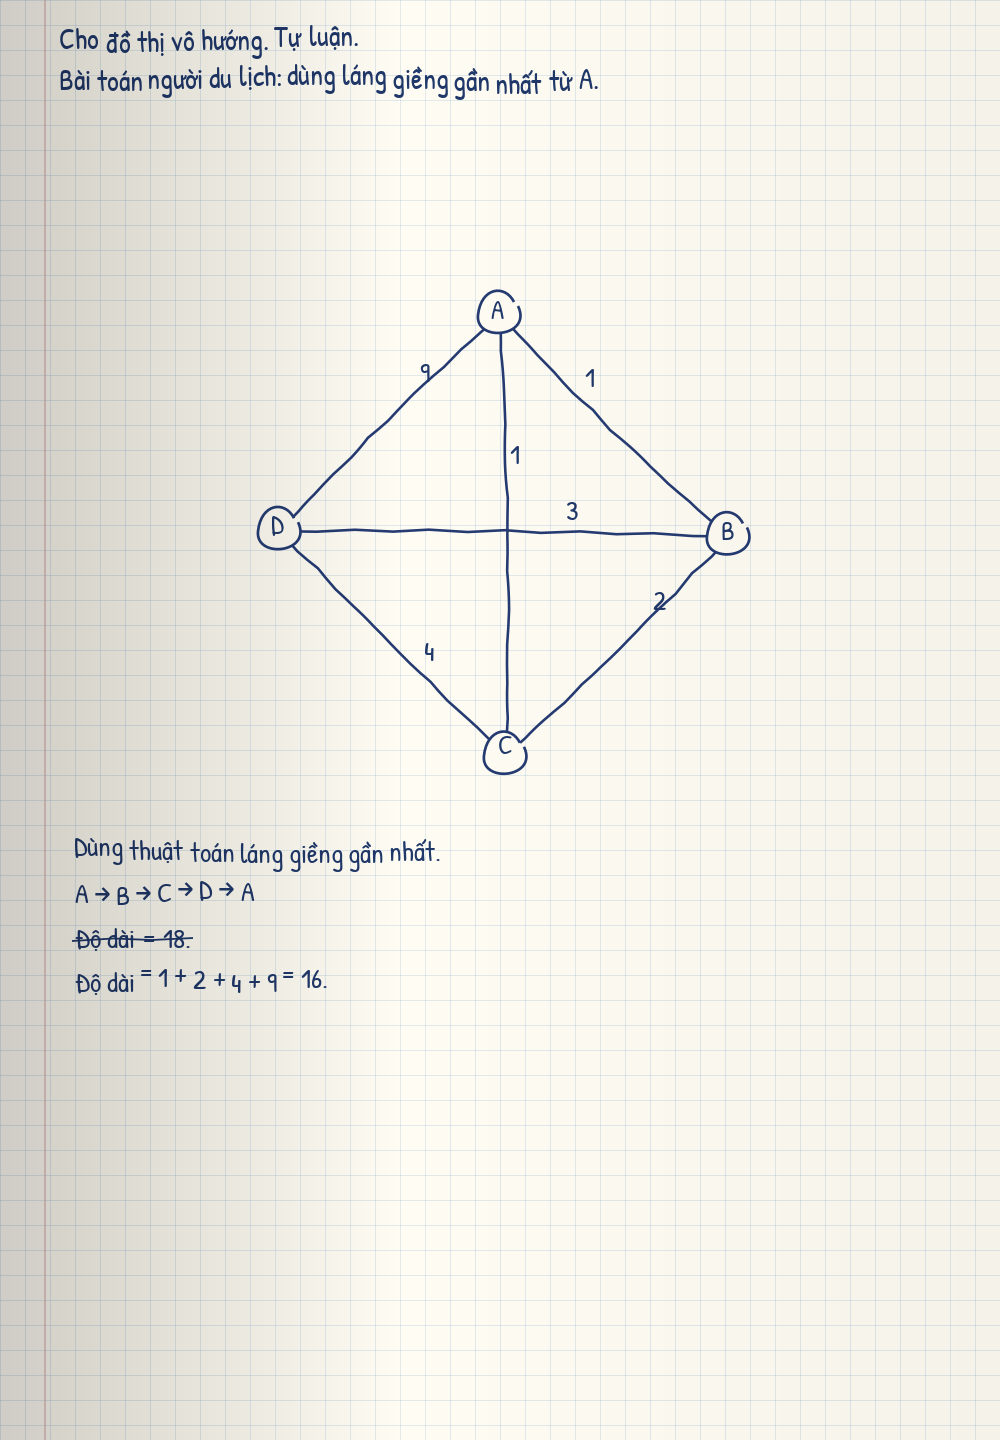 Cho đồ thị vô hướng. Tự luận.
Bài toán người du lịch: dùng láng giềng gần nhất từ A.
A
9
1
1
3
D
B
2
4
C
Dùng thuật toán láng giềng gần nhất.
A → B → C → D → A
Độ dài = 18.
Độ dài = 1 + 2 + 4 + 9 = 16.